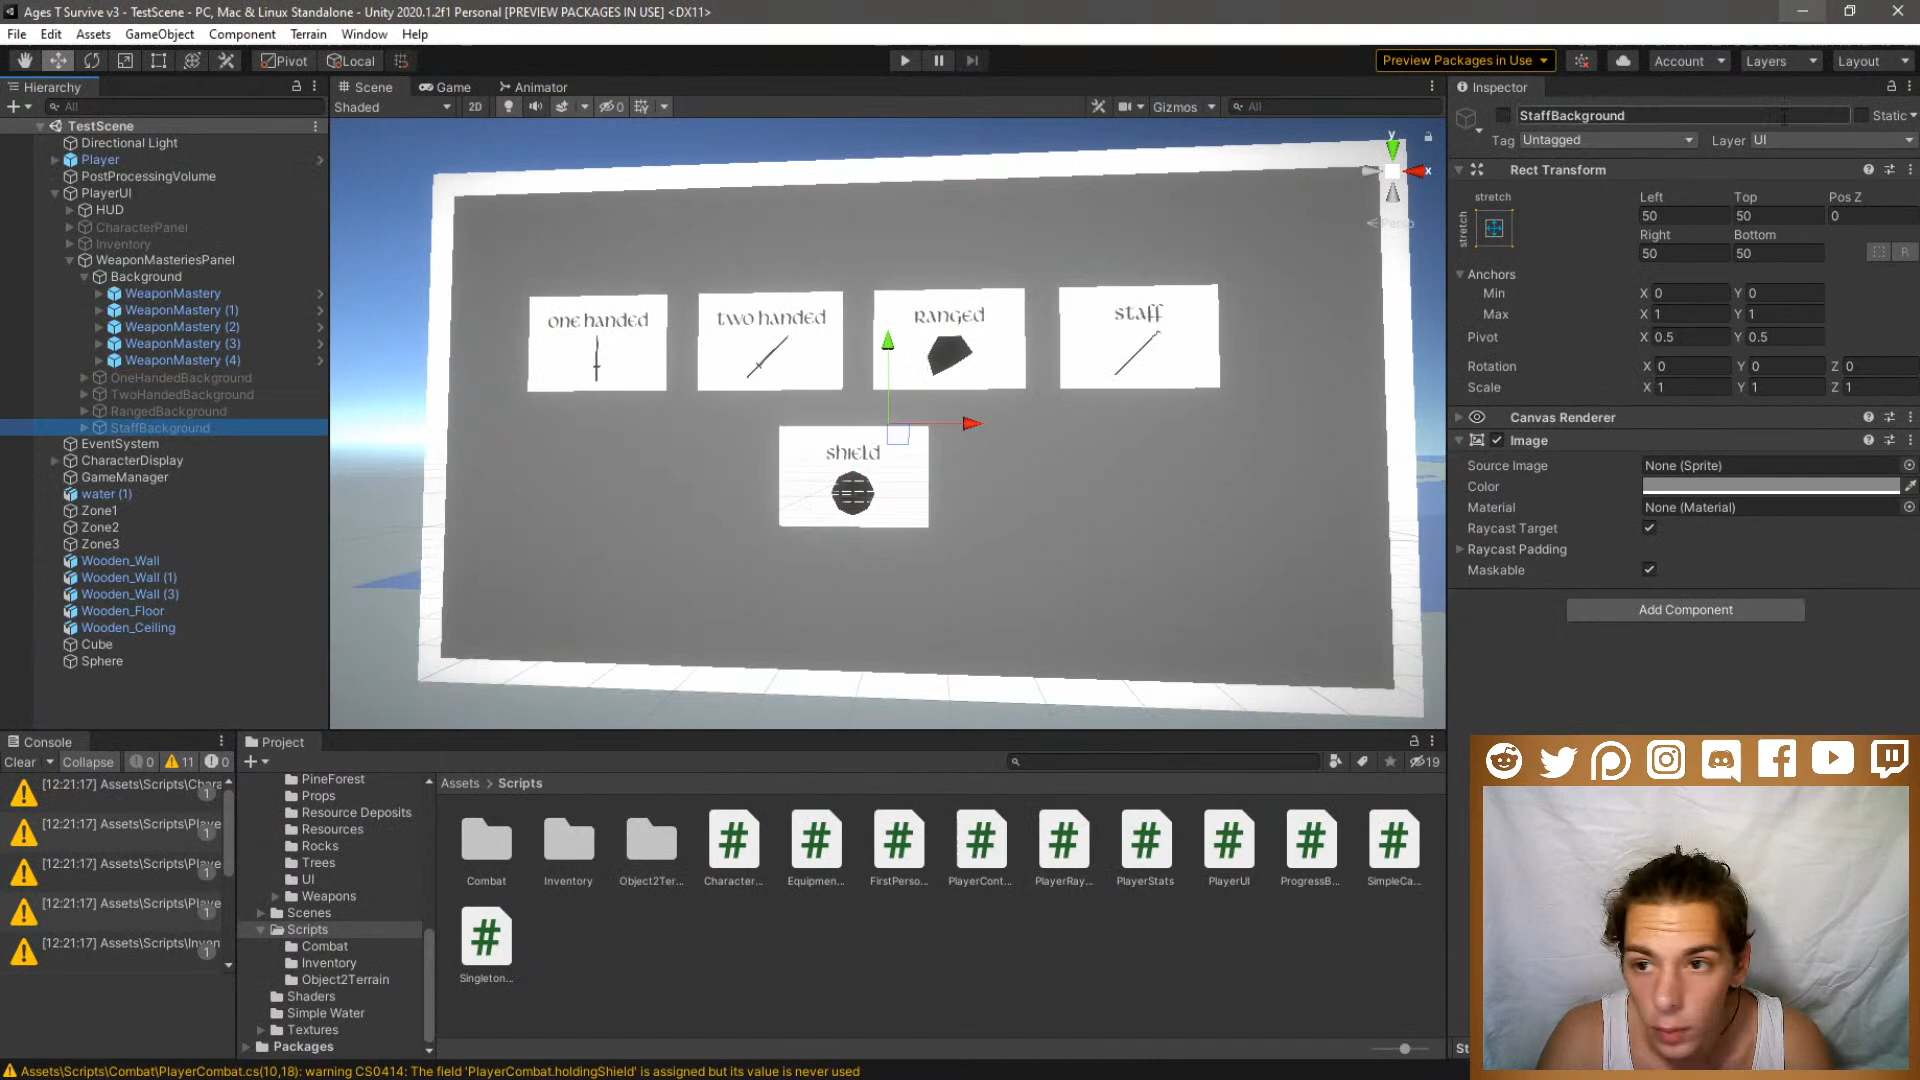 Ages T Survive v3 - TestScene - PC, Mac & Linux Standalone - Unity 2020.1.2f1 Personal [PREVIEW PACKAGES IN USE] <DX11>
File Edit Assets GameObject Component Terrain Window Help
Pivot Local Preview Packages in Use Account Layers Layout
Hierarchy
All
TestScene
Directional Light
Player
PostProcessingVolume
PlayerUI
HUD
CharacterPanel
Inventory
WeaponMasteriesPanel
Background
WeaponMastery
WeaponMastery (1)
WeaponMastery (2)
WeaponMastery (3)
WeaponMastery (4)
OneHandedBackground
TwoHandedBackground
RangedBackground
StaffBackground
EventSystem
CharacterDisplay
GameManager
water (1)
Zone1
Zone2
Zone3
Wooden_Wall
Wooden_Wall (1)
Wooden_Wall (3)
Wooden_Floor
Wooden_Ceiling
Cube
Sphere
Scene Game Animator
Shaded 2D 0 Gizmos All
y
x
Persp
one handed
two handed
Ranged
staff
shield
Inspector
StaffBackground Static
Tag Untagged Layer UI
Rect Transform
stretch
stretch
Left Top Pos Z
50 50 0
Right Bottom
50 50
R
Anchors
Min X 0 Y 0
Max X 1 Y 1
Pivot X 0.5 Y 0.5
Rotation X 0 Y 0 Z 0
Scale X 1 Y 1 Z 1
Canvas Renderer
Image
Source Image None (Sprite)
Color
Material None (Material)
Raycast Target
Raycast Padding
Maskable
Add Component
Console
Clear Collapse 0 11 0
[12:21:17] Assets\Scripts\Chara
1
[12:21:17] Assets\Scripts\Playe
1
[12:21:17] Assets\Scripts\Playe
1
[12:21:17] Assets\Scripts\Playe
1
[12:21:17] Assets\Scripts\Inven
1
Project
19
PineForest
Props
Resource Deposits
Resources
Rocks
Trees
UI
Weapons
Scenes
Scripts
Combat
Inventory
Object2Terrain
Shaders
Simple Water
Textures
Packages
Assets > Scripts
Combat
Inventory
Object2Ter...
Character...
Equipmen...
FirstPerso...
PlayerCont...
PlayerRay...
PlayerStats
PlayerUI
ProgressB...
SimpleCa...
Singleton...
St
Assets\Scripts\Combat\PlayerCombat.cs(10,18): warning CS0414: The field 'PlayerCombat.holdingShield' is assigned but its value is never used